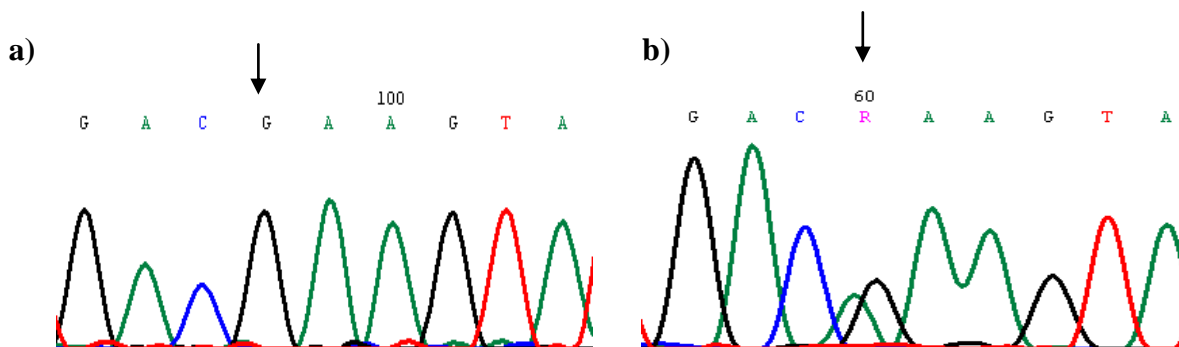 a)
100
G A C G A A G T A
b)
60
G A C R A A G T A